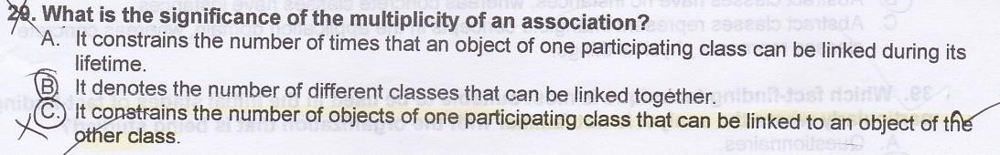 29. What is the significance of the multiplicity of an association?
A. It constrains the number of times that an object of one participating class can be linked during its
lifetime.
B It denotes the number of different classes that can be linked together.
C. It constrains the number of objects of one participating class that can be linked to an object of the
other class.